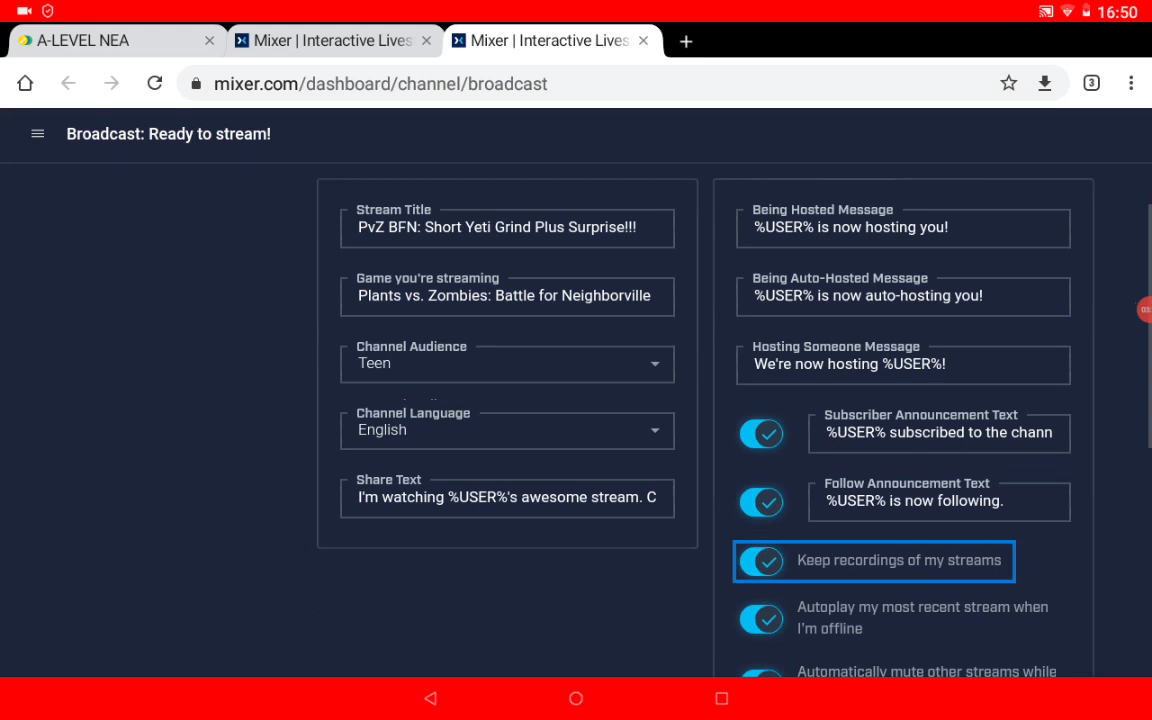 16:50
A-LEVEL NEA
Mixer | Interactive Lives
Mixer | Interactive Lives
3
mixer.com/dashboard/channel/broadcast
Broadcast: Ready to stream!
Stream Title
PvZ BFN: Short Yeti Grind Plus Surprise!!!
Game you're streaming
Plants vs. Zombies: Battle for Neighborville
Channel Audience
Teen
Channel Language
English
Share Text
I'm watching %USER%'s awesome stream. C
Being Hosted Message
%USER% is now hosting you!
Being Auto-Hosted Message
%USER% is now auto-hosting you!
Hosting Someone Message
We're now hosting %USER%!
Subscriber Announcement Text
%USER% subscribed to the chann
Follow Announcement Text
%USER% is now following.
Keep recordings of my streams
Autoplay my most recent stream when
I'm offline
Automatically mute other streams while